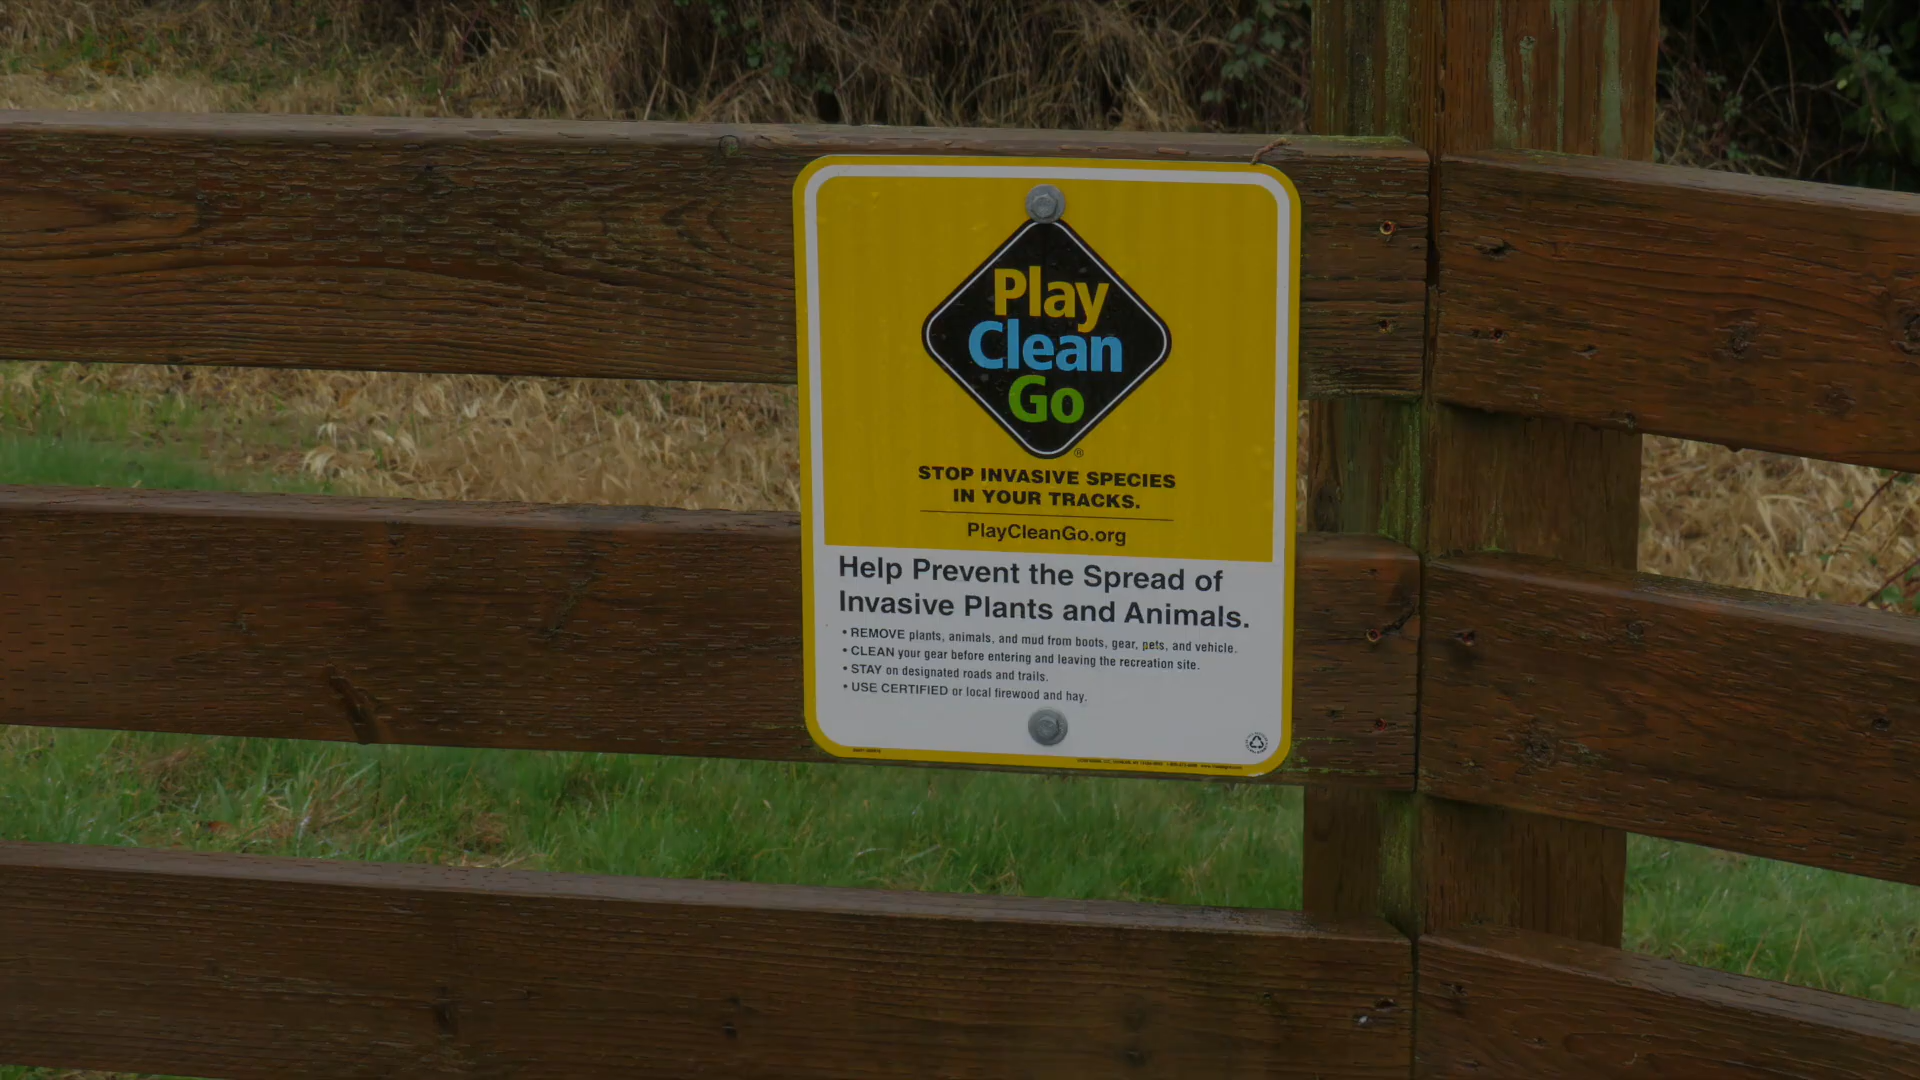 Play
Clean
Go
®
STOP INVASIVE SPECIES
IN YOUR TRACKS.
PlayCleanGo.org
Help Prevent the Spread of
Invasive Plants and Animals.
• REMOVE plants, animals, and mud from boots, gear, pets, and vehicle.
• CLEAN your gear before entering and leaving the recreation site.
• STAY on designated roads and trails.
• USE CERTIFIED or local firewood and hay.